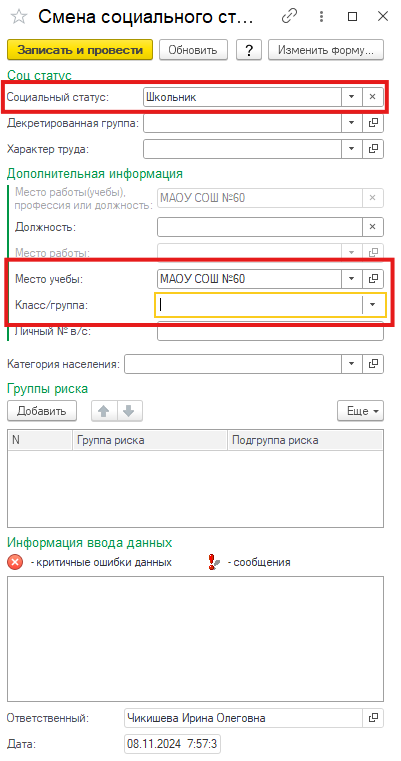 Смена социального ст...
Записать и провести Обновить ? Изменить форму...
Соц статус
Социальный статус: Школьник
Декретированная группа:
Характер труда:
Дополнительная информация
Место работы(учебы),
профессия или должность: МАОУ СОШ №60
Должность:
Место работы:
Место учебы: МАОУ СОШ №60
Класс/группа:
Личный № в/с:
Категория населения:
Группы риска
Добавить Еще
N Группа риска Подгруппа риска
Информация ввода данных
- критичные ошибки данных - сообщения
Ответственный: Чикишева Ирина Олеговна
Дата: 08.11.2024 7:57:3